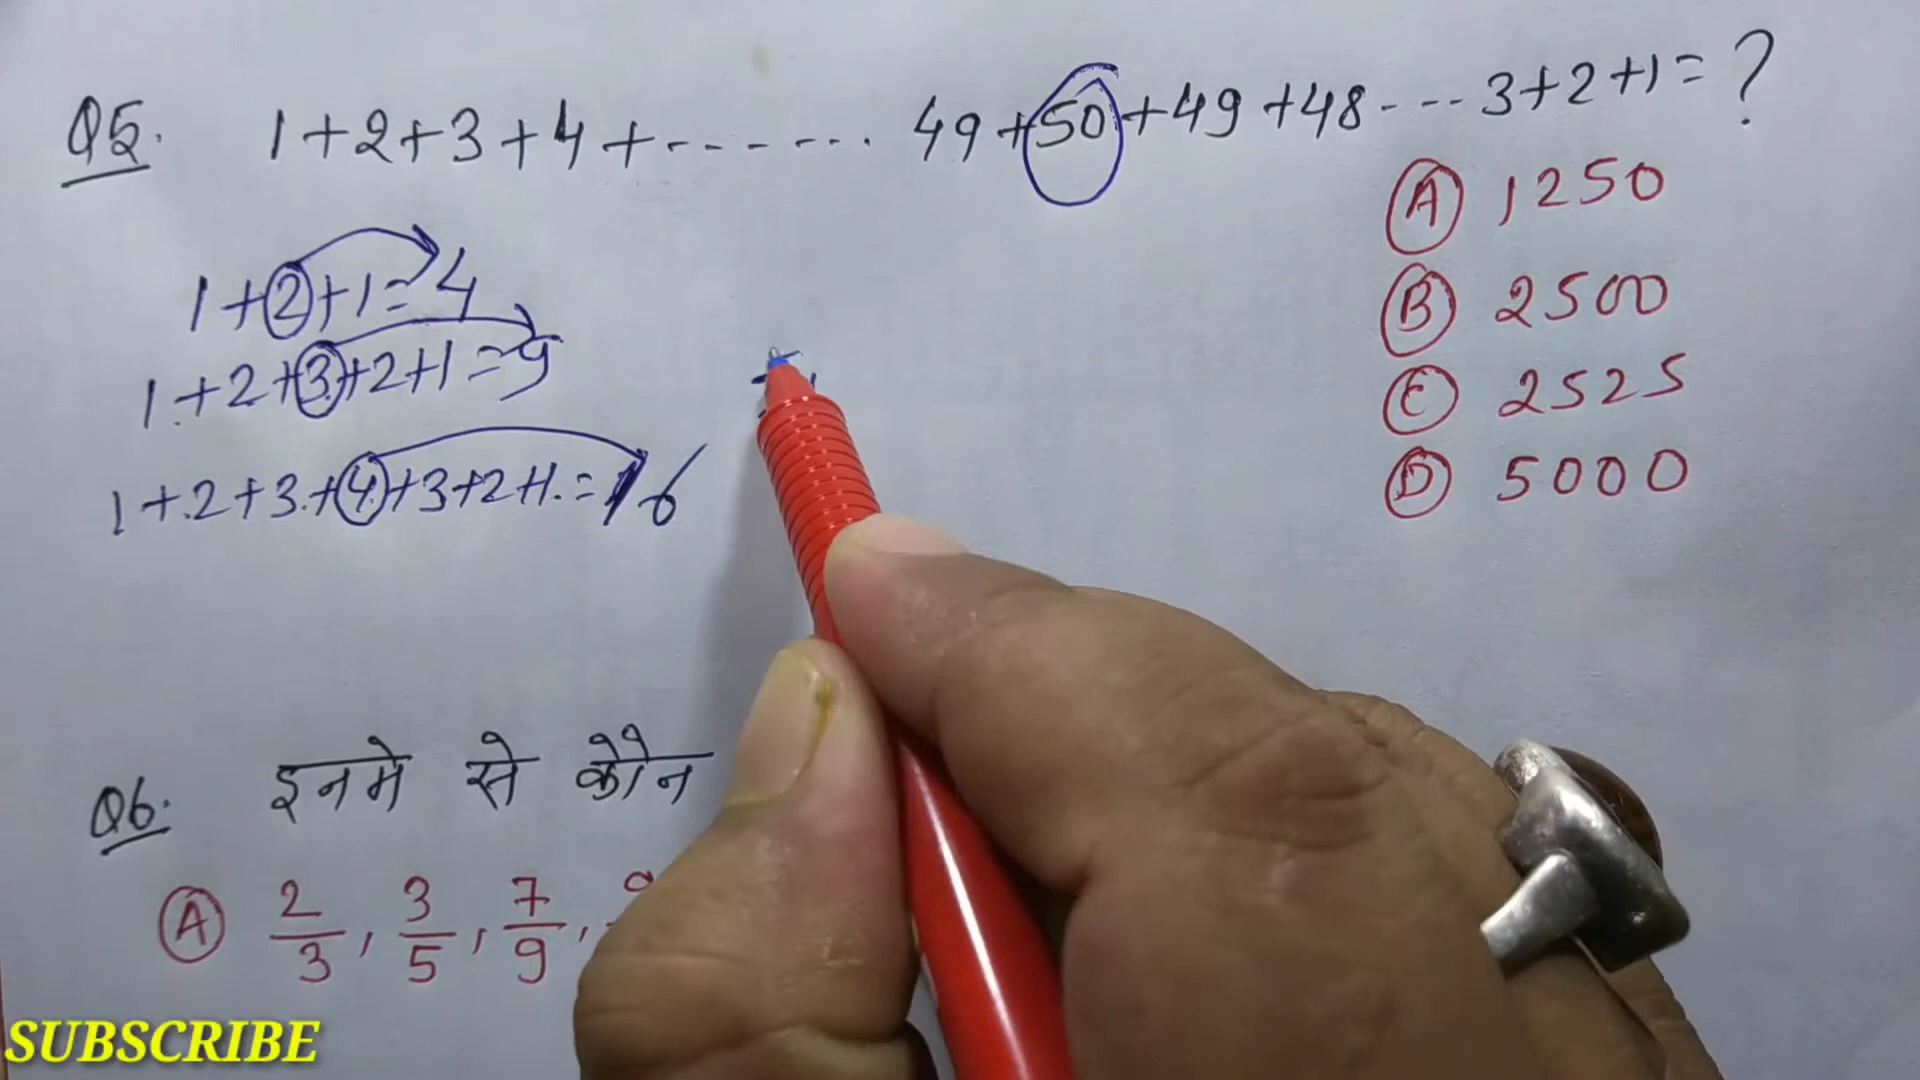 Q5. 1+2+3+4+------... 49+50+49+48---3+2+1=?
(A) 1250
(B) 2500
(C) 2525
(D) 5000
1+2+1=4
1+2+3+2+1=9
1+2+3+4+3+2+1=16
Q6. इनमे से कौन
(A) 2/3, 3/5, 7/9,
SUBSCRIBE